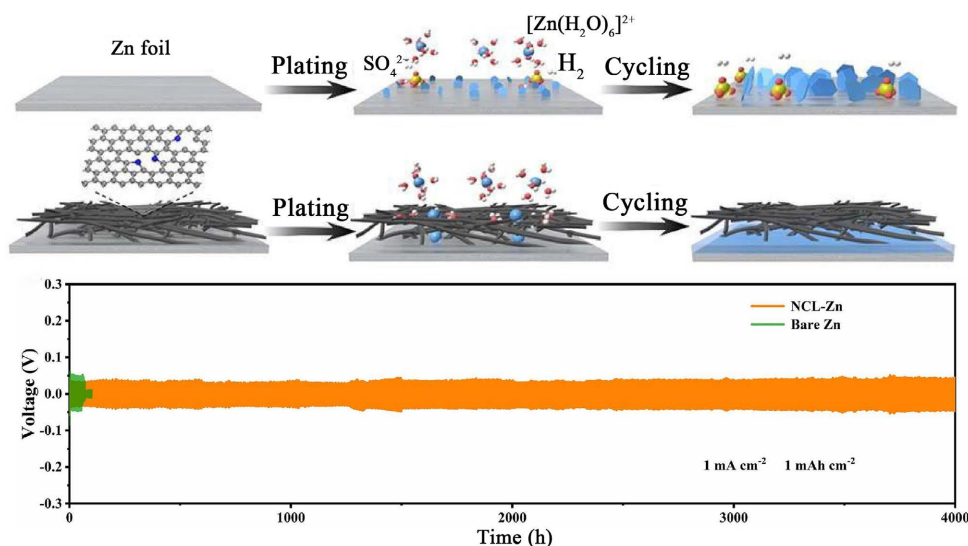 Zn foil
Plating
SO₄²⁻
[Zn(H₂O)₆]²⁺
H₂
Cycling
Plating
Cycling
NCL-Zn
Bare Zn
1 mA cm⁻² 1 mAh cm⁻²
Voltage (V)
0.3
0.2
0.1
0.0
-0.1
-0.2
-0.3
0 1000 2000 3000 4000
Time (h)